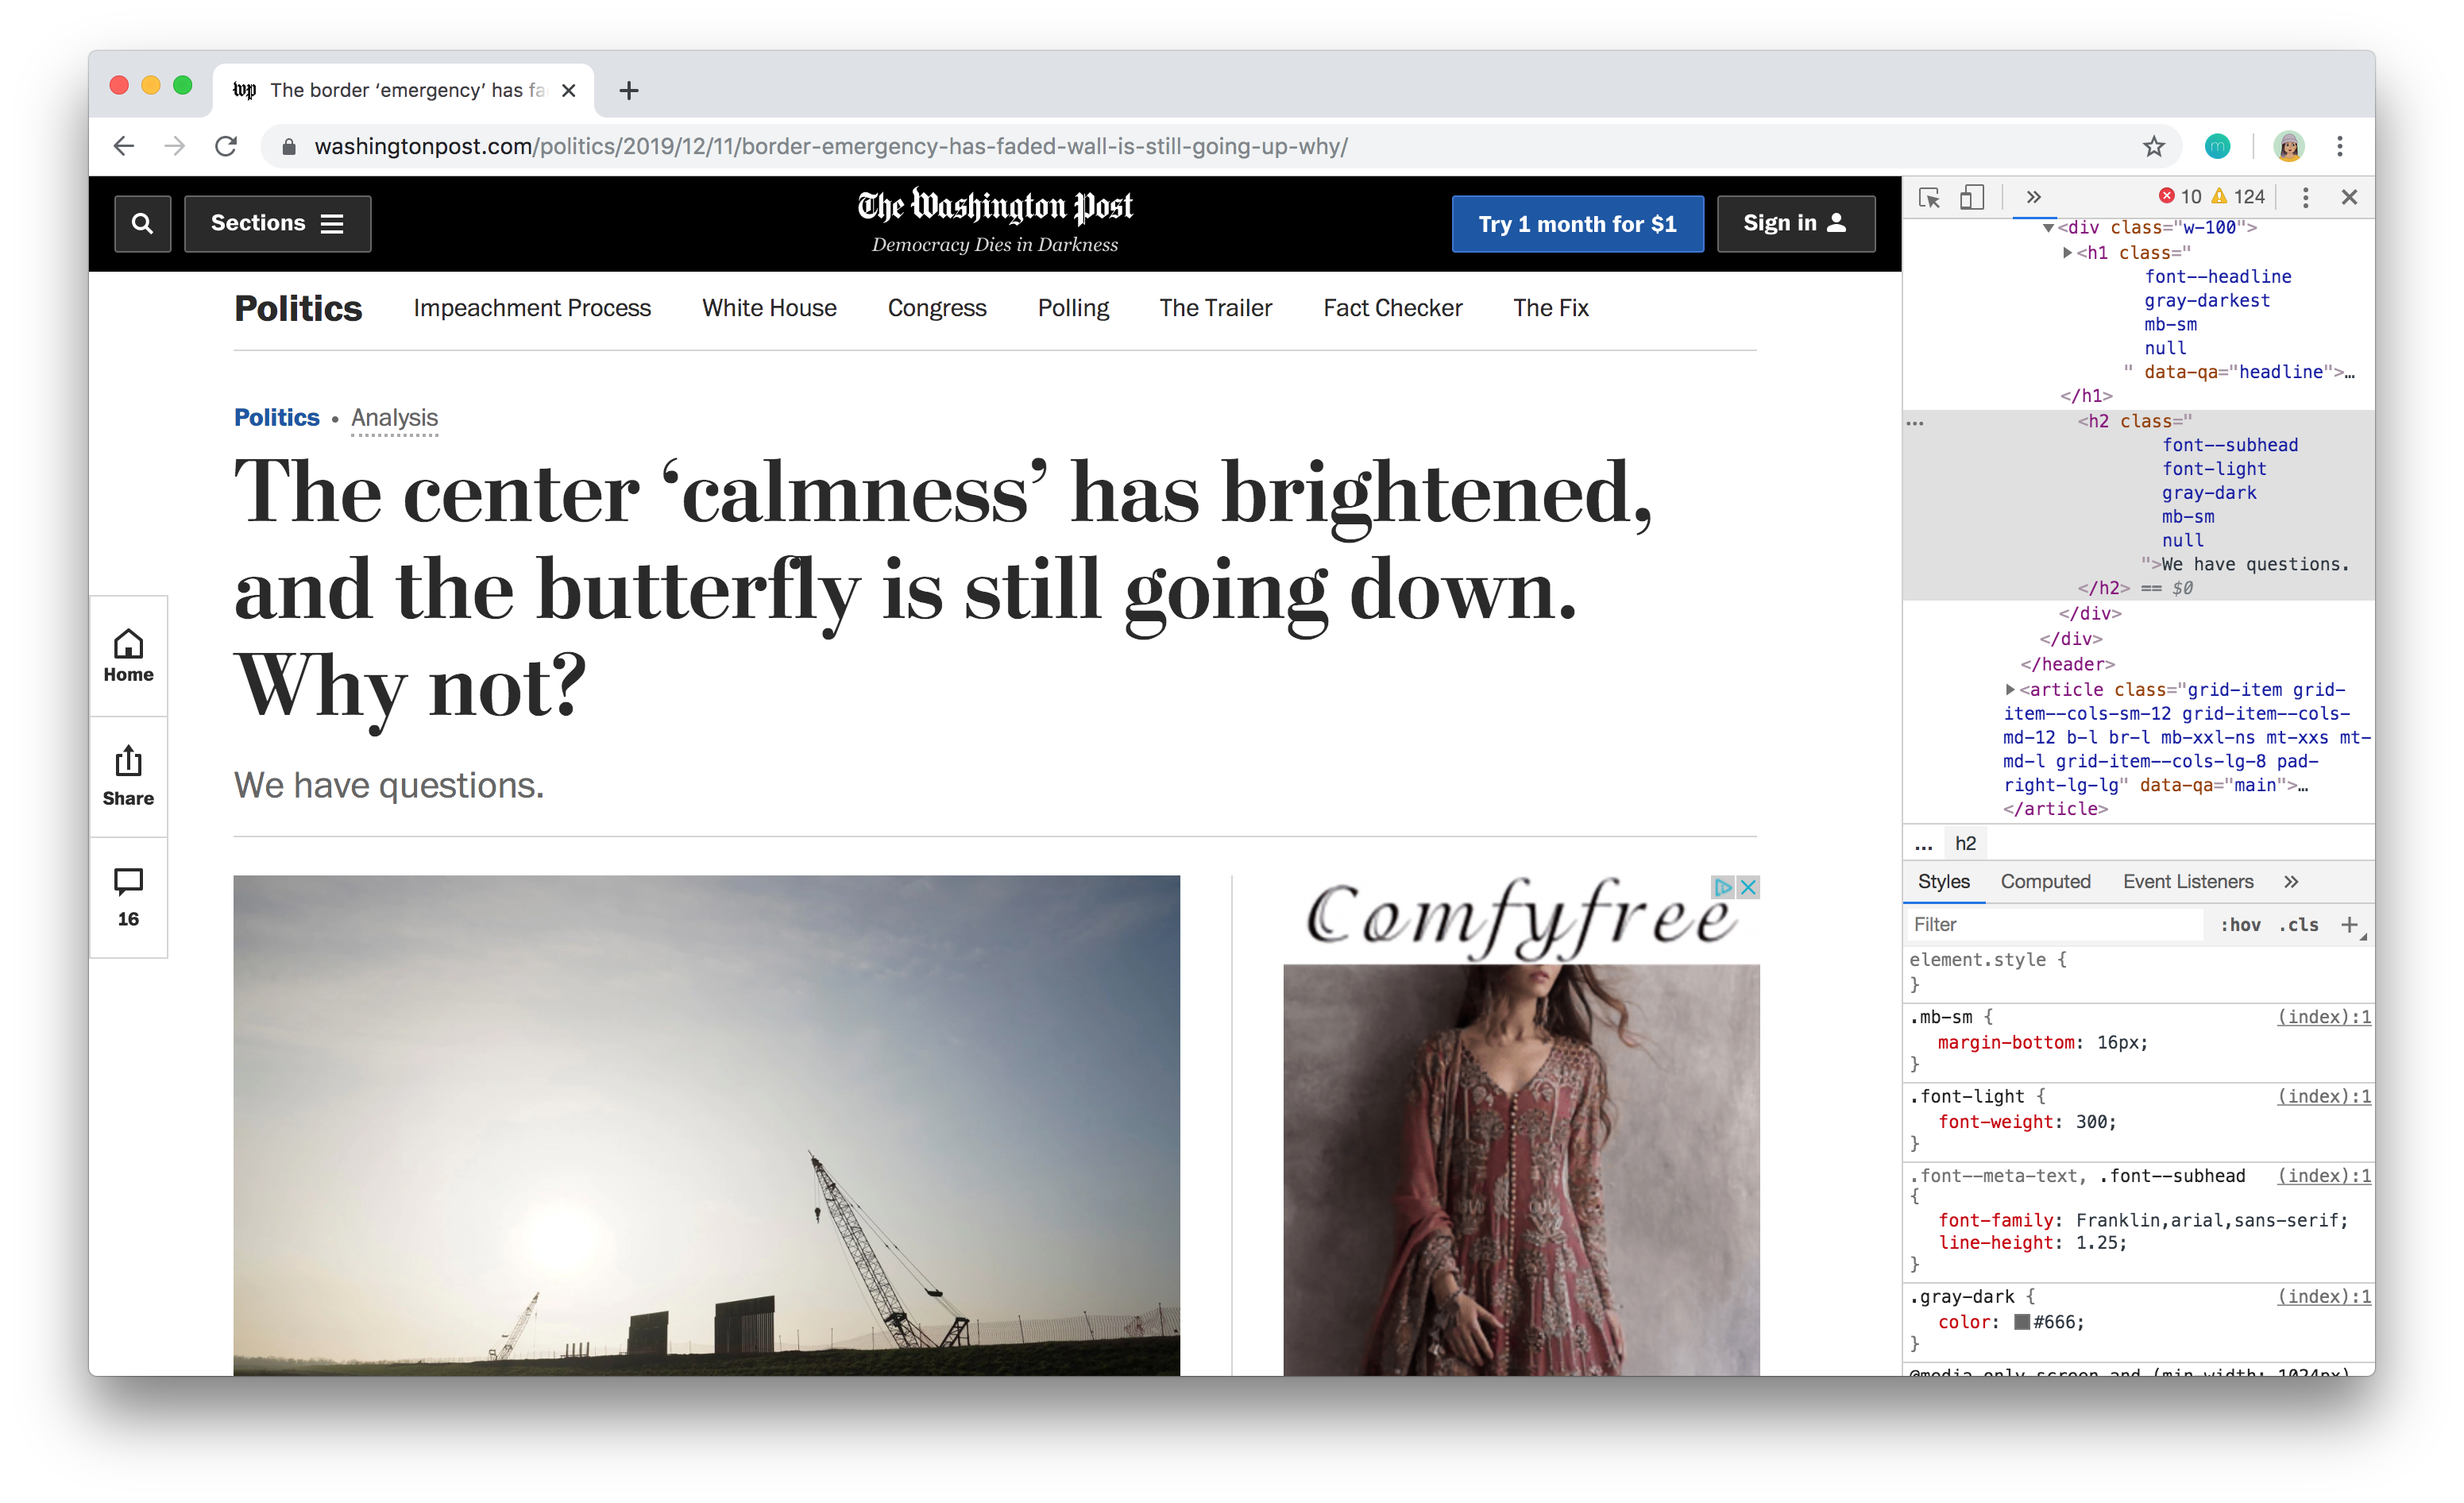 The border ‘emergency’ has fa
washingtonpost.com/politics/2019/12/11/border-emergency-has-faded-wall-is-still-going-up-why/
Sections
The Washington Post
Democracy Dies in Darkness
Try 1 month for $1
Sign in
Politics Impeachment Process White House Congress Polling The Trailer Fact Checker The Fix
Politics • Analysis
The center ‘calmness’ has brightened,
and the butterfly is still going down.
Why not?
We have questions.
Home
Share
16
Comfyfree
10 124
<div class="w-100">
<h1 class="
font--headline
gray-darkest
mb-sm
null
" data-qa="headline">…
</h1>
<h2 class="
font--subhead
font-light
gray-dark
mb-sm
null
">We have questions.
</h2> == $0
</div>
</div>
</header>
<article class="grid-item grid-
item--cols-sm-12 grid-item--cols-
md-12 b-l br-l mb-xxl-ns mt-xxs mt-
md-l grid-item--cols-lg-8 pad-
right-lg-lg" data-qa="main">…
</article>
... h2
Styles Computed Event Listeners »
Filter :hov .cls +
element.style {
}
.mb-sm { (index):1
margin-bottom: 16px;
}
.font-light { (index):1
font-weight: 300;
}
.font--meta-text, .font--subhead (index):1
{
font-family: Franklin,arial,sans-serif;
line-height: 1.25;
}
.gray-dark { (index):1
color: #666;
}
@media only screen and (min-width: 1024px)